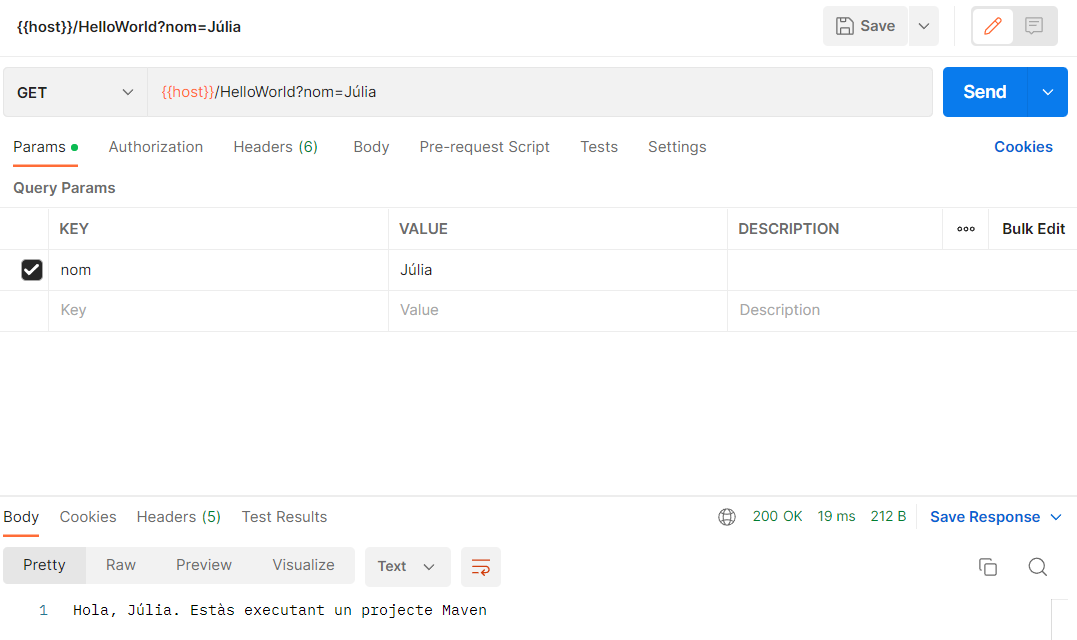 {{host}}/HelloWorld?nom=Júlia
Save
GET {{host}}/HelloWorld?nom=Júlia Send
Params Authorization Headers (6) Body Pre-request Script Tests Settings Cookies
Query Params
KEY VALUE DESCRIPTION Bulk Edit
nom Júlia
Key Value Description
Body Cookies Headers (5) Test Results 200 OK 19 ms 212 B Save Response
Pretty Raw Preview Visualize Text
1 Hola, Júlia. Estàs executant un projecte Maven